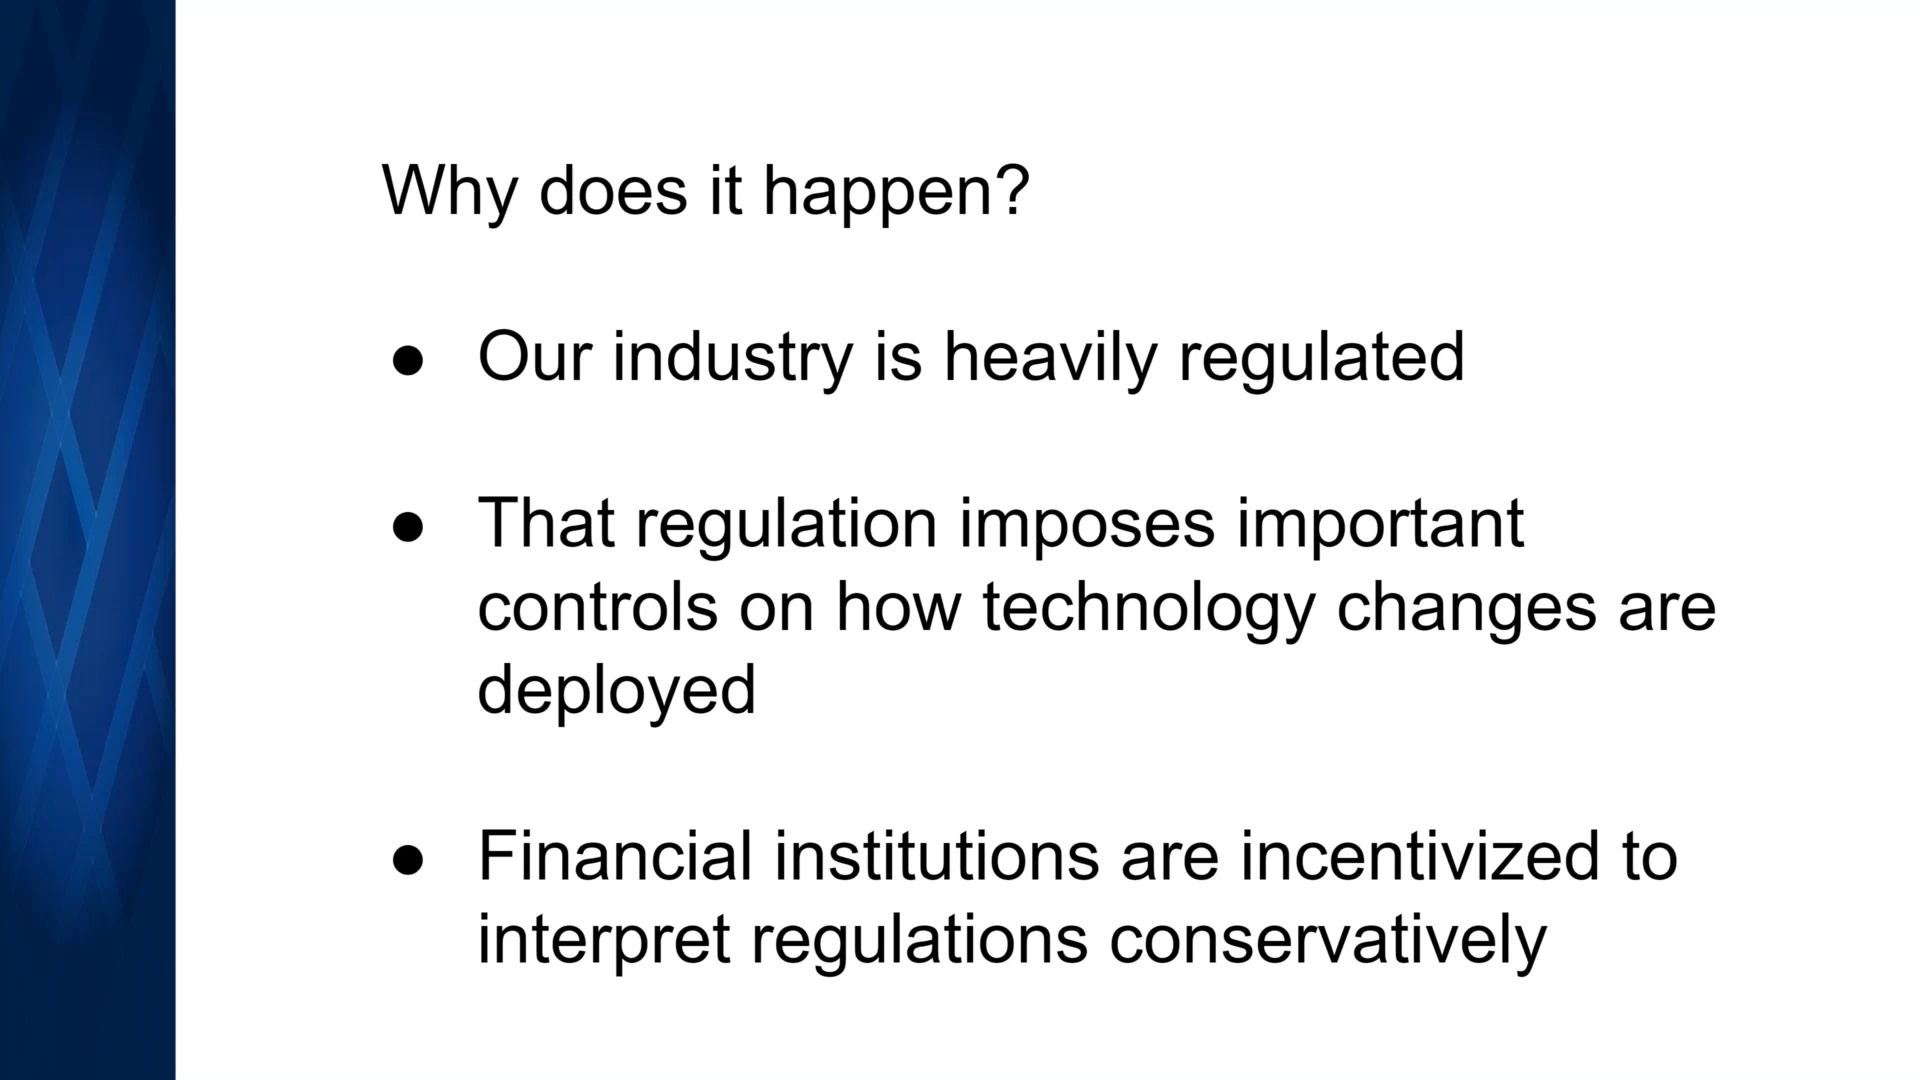 Why does it happen?
● Our industry is heavily regulated
● That regulation imposes important
controls on how technology changes are
deployed
● Financial institutions are incentivized to
interpret regulations conservatively